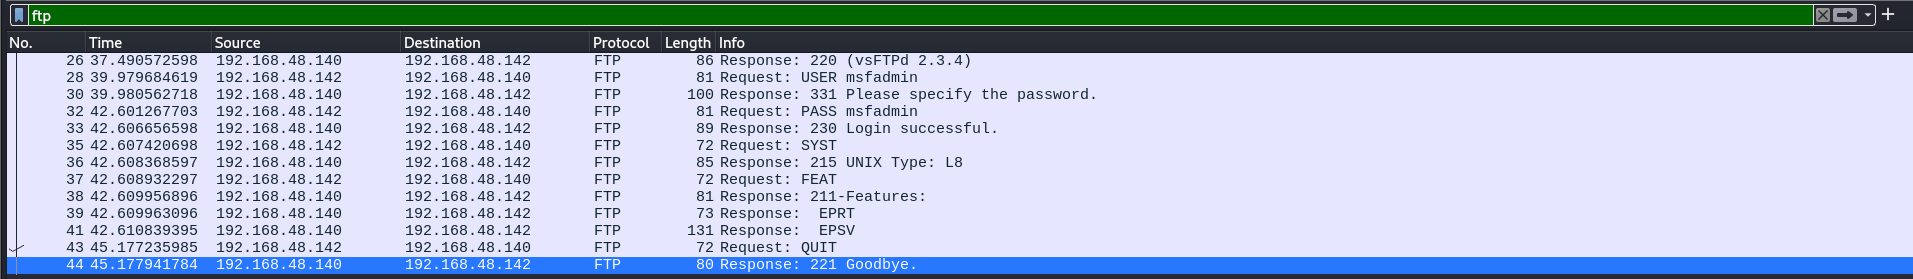 ftp
No. Time Source Destination Protocol Length Info
26 37.490572598 192.168.48.140 192.168.48.142 FTP 86 Response: 220 (vsFTPd 2.3.4)
28 39.979684619 192.168.48.142 192.168.48.140 FTP 81 Request: USER msfadmin
30 39.980562718 192.168.48.140 192.168.48.142 FTP 100 Response: 331 Please specify the password.
32 42.601267703 192.168.48.142 192.168.48.140 FTP 81 Request: PASS msfadmin
33 42.606656598 192.168.48.140 192.168.48.142 FTP 89 Response: 230 Login successful.
35 42.607420698 192.168.48.142 192.168.48.140 FTP 72 Request: SYST
36 42.608368597 192.168.48.140 192.168.48.142 FTP 85 Response: 215 UNIX Type: L8
37 42.608932297 192.168.48.142 192.168.48.140 FTP 72 Request: FEAT
38 42.609956896 192.168.48.140 192.168.48.142 FTP 81 Response: 211-Features:
39 42.609963096 192.168.48.140 192.168.48.142 FTP 73 Response:  EPRT
41 42.610839395 192.168.48.140 192.168.48.142 FTP 131 Response:  EPSV
43 45.177235985 192.168.48.142 192.168.48.140 FTP 72 Request: QUIT
44 45.177941784 192.168.48.140 192.168.48.142 FTP 80 Response: 221 Goodbye.